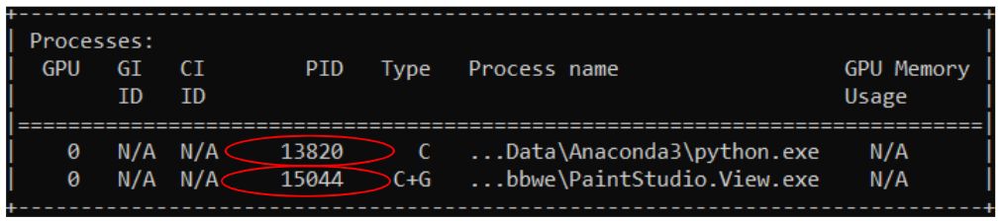 Processes:
GPU GI CI PID Type Process name GPU Memory
ID ID Usage
0 N/A N/A 13820 C ...Data\Anaconda3\python.exe N/A
0 N/A N/A 15044 C+G ...bbwe\PaintStudio.View.exe N/A